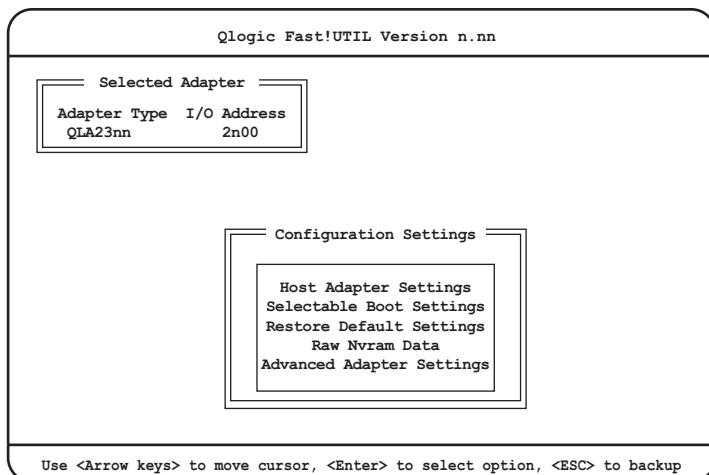 Qlogic Fast!UTIL Version n.nn
Selected Adapter
Adapter Type I/O Address
QLA23nn 2n00
Configuration Settings
Host Adapter Settings
Selectable Boot Settings
Restore Default Settings
Raw Nvram Data
Advanced Adapter Settings
Use <Arrow keys> to move cursor, <Enter> to select option, <ESC> to backup